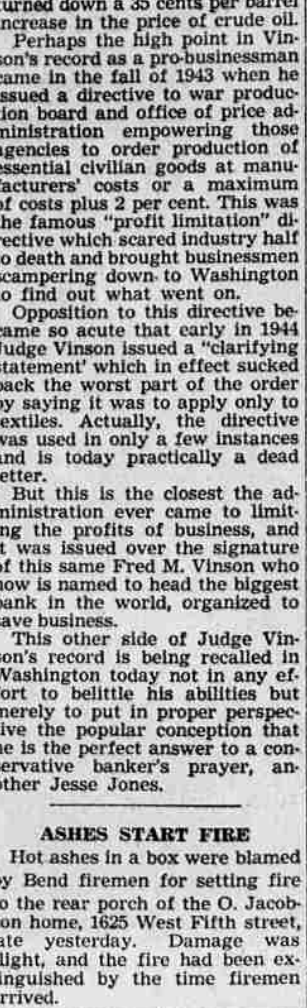 turned down a 35 cents per barrel
increase in the price of crude oil.
Perhaps the high point in Vin-
son's record as a pro-businessman
came in the fall of 1943 when he
issued a directive to war produc-
tion board and office of price ad-
ministration empowering those
agencies to order production of
essential civilian goods at manu-
facturers' costs or a maximum
of costs plus 2 per cent. This was
the famous "profit limitation" di-
rective which scared industry half
to death and brought businessmen
scampering down to Washington
to find out what went on.
Opposition to this directive be-
came so acute that early in 1944
Judge Vinson issued a "clarifying
statement' which in effect sucked
back the worst part of the order
by saying it was to apply only to
textiles. Actually, the directive
was used in only a few instances
and is today practically a dead
letter.
But this is the closest the ad-
ministration ever came to limit-
ing the profits of business, and
it was issued over the signature
of this same Fred M. Vinson who
now is named to head the biggest
bank in the world, organized to
save business.
This other side of Judge Vin-
son's record is being recalled in
Washington today not in any ef-
fort to belittle his abilities but
merely to put in proper perspec-
tive the popular conception that
he is the perfect answer to a con-
servative banker's prayer, an-
other Jesse Jones.
ASHES START FIRE
Hot ashes in a box were blamed
by Bend firemen for setting fire
to the rear porch of the O. Jacob-
son home, 1625 West Fifth street,
late yesterday. Damage was
slight, and the fire had been ex-
tinguished by the time firemen
arrived.